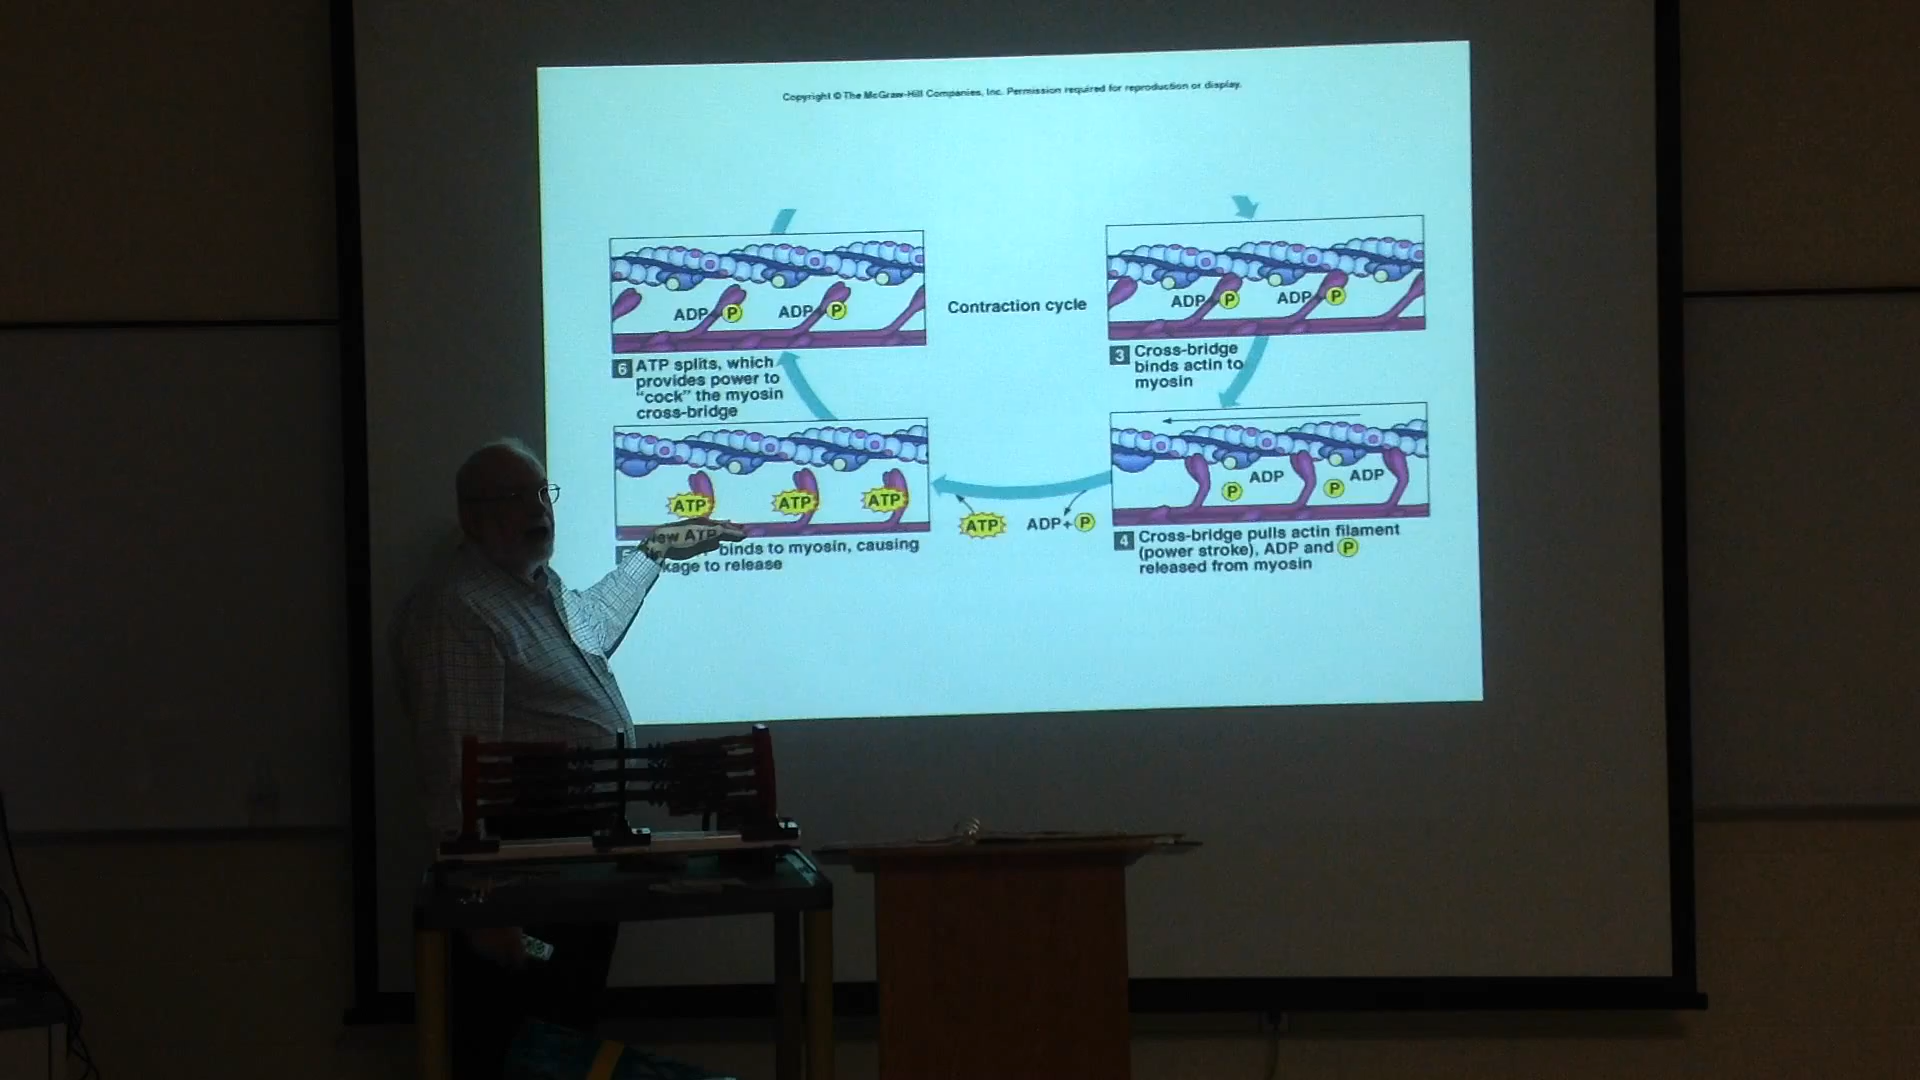 Copyright © The McGraw-Hill Companies, Inc. Permission required for reproduction or display.
ADP P ADP P
6 ATP splits, which
provides power to
"cock" the myosin
cross-bridge
Contraction cycle
ADP P ADP P
3 Cross-bridge
binds actin to
myosin
ATP ATP ATP
5 New ATP binds to myosin, causing
kage to release
ATP ADP+P
ADP ADP
P P
4 Cross-bridge pulls actin filament
(power stroke), ADP and P
released from myosin